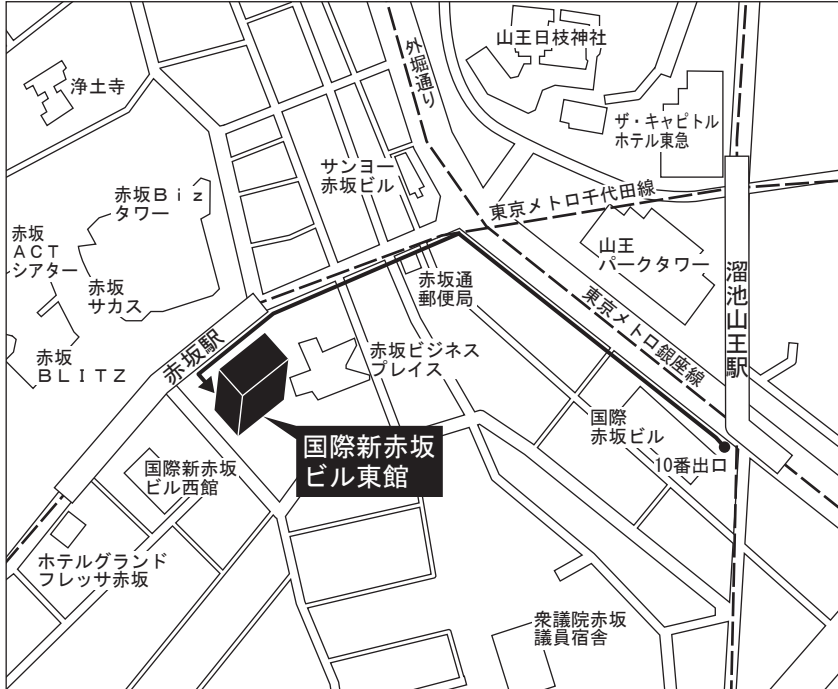 山王日枝神社
外堀通り
浄土寺
ザ・キャピトル
ホテル東急
サンヨー
赤坂ビル
赤坂Ｂｉｚ
タワー
東京メトロ千代田線
赤坂
ＡＣＴ
シアター
山王
パークタワー
赤坂
サカス
赤坂通
郵便局
溜池山王駅
東京メトロ銀座線
赤坂駅
赤坂
ＢＬＩＴＺ
赤坂ビジネス
プレイス
国際
赤坂ビル
国際新赤坂
ビル東館
10番出口
国際新赤坂
ビル西館
ホテルグランド
フレッサ赤坂
衆議院赤坂
議員宿舎